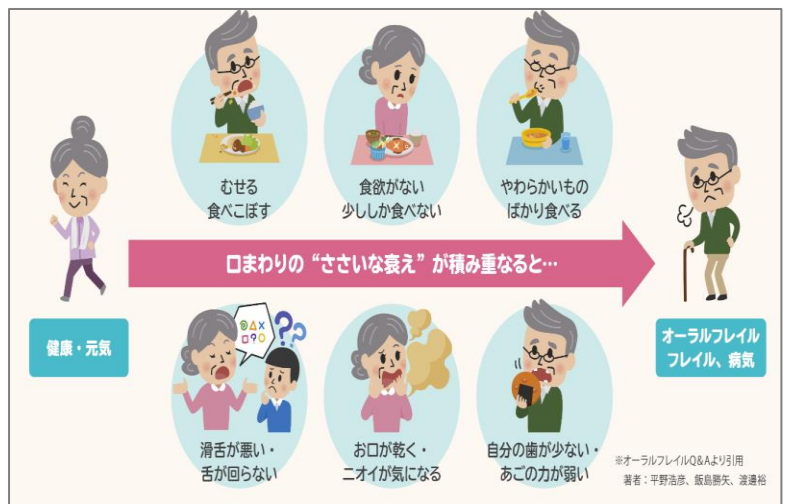 むせる
食べこぼす
食欲がない
少ししか食べない
やわらかいもの
ばかり食べる
口まわりの“ささいな衰え”が積み重なると…
健康・元気
オーラルフレイル
フレイル、病気
滑舌が悪い・
舌が回らない
お口が乾く・
ニオイが気になる
自分の歯が少ない・
あごの力が弱い
※オーラルフレイルQ&Aより引用
著者：平野浩彦、飯島勝矢、渡邊裕